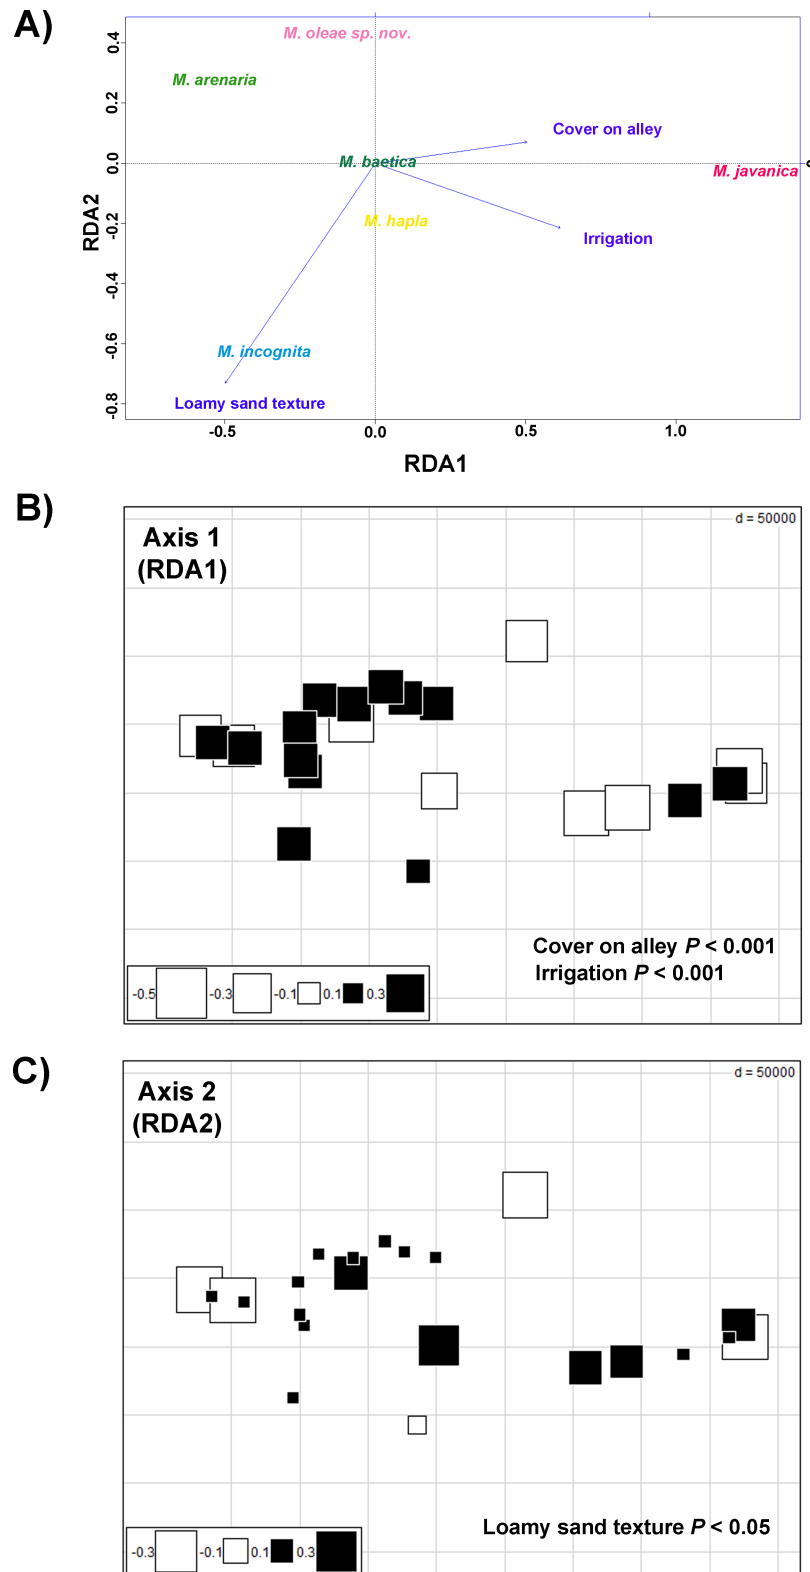 A)
M. oleae sp. nov.
M. arenaria
Cover on alley
M. baetica
M. javanica
M. hapla
Irrigation
M. incognita
Loamy sand texture
0.4
0.2
0.0
-0.2
-0.4
-0.6
-0.8
RDA2
-0.5
0.0
0.5
1.0
RDA1
B)
Axis 1
(RDA1)
d = 50000
Cover on alley P < 0.001
Irrigation P < 0.001
-0.5 -0.3 -0.1 0.1 0.3
C)
Axis 2
(RDA2)
d = 50000
Loamy sand texture P < 0.05
-0.3 -0.1 0.1 0.3